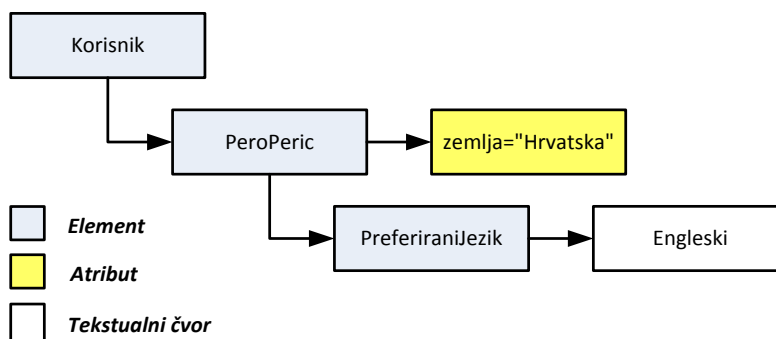 Korisnik
PeroPeric
zemlja="Hrvatska"
Element
PreferiraniJezik
Engleski
Atribut
Tekstualni čvor